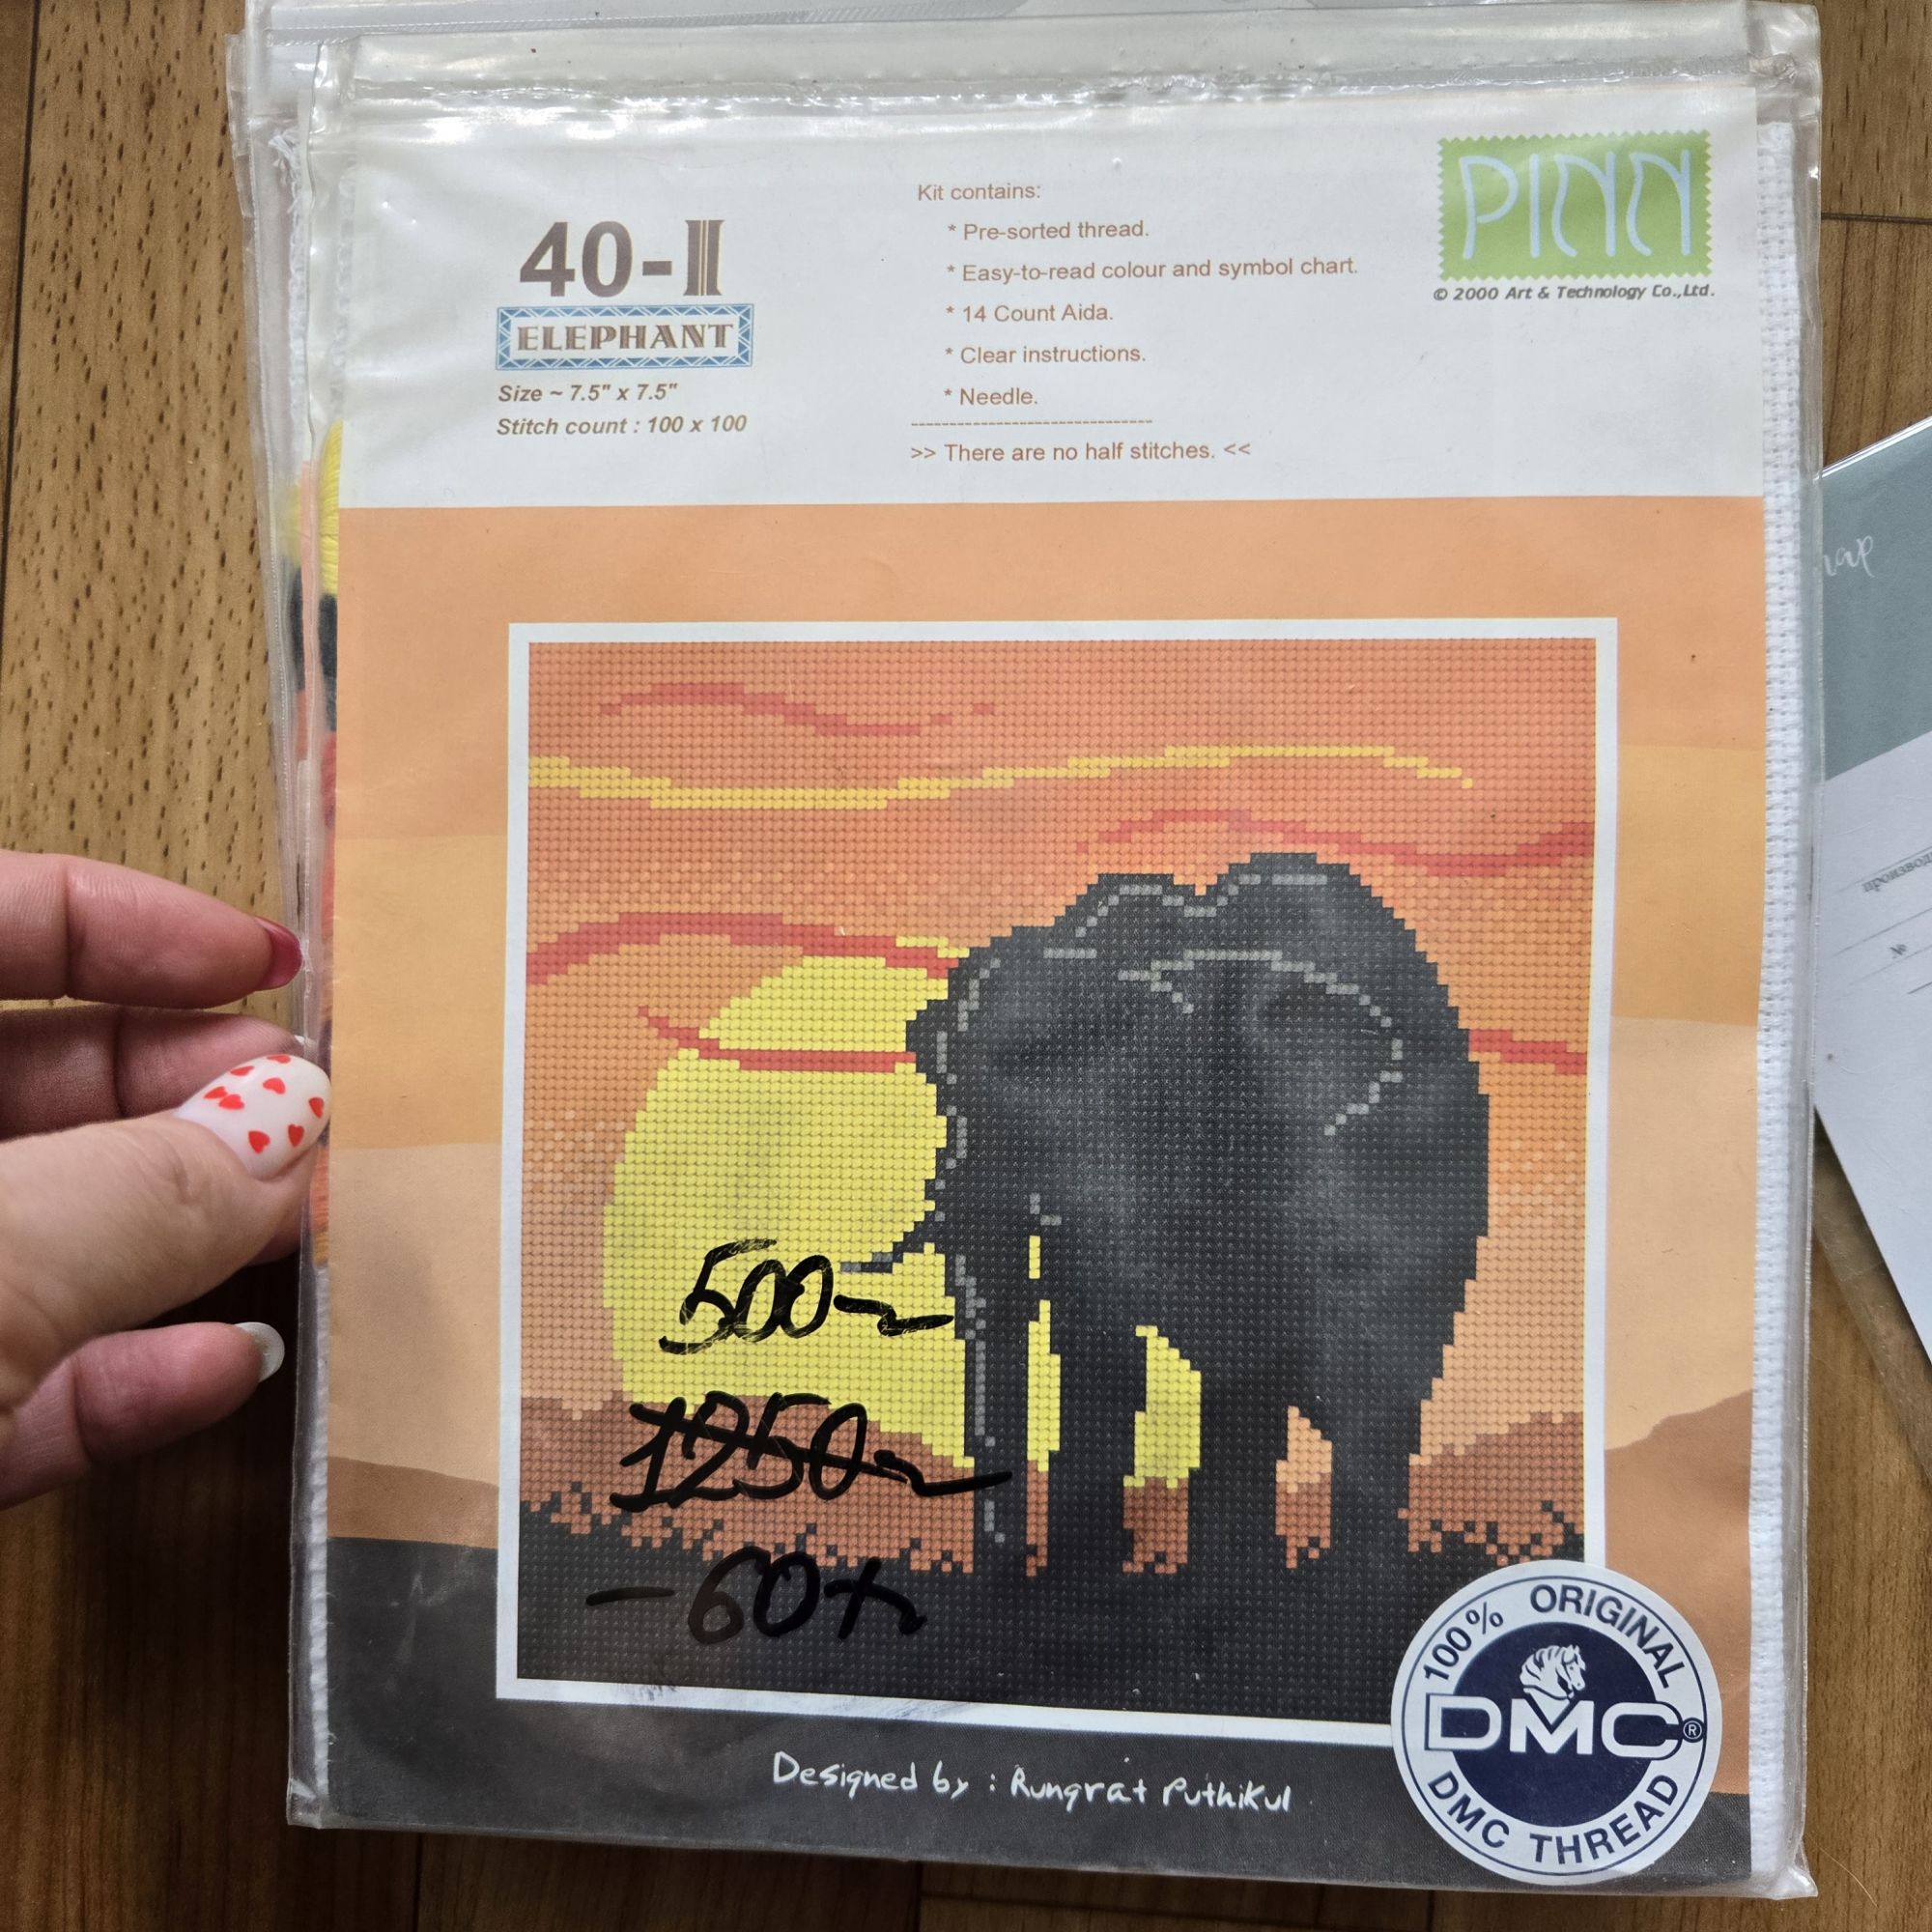 40-II
ELEPHANT
Size ~ 7.5" x 7.5"
Stitch count : 100 x 100
Kit contains:
* Pre-sorted thread.
* Easy-to-read colour and symbol chart.
* 14 Count Aida.
* Clear instructions.
* Needle.
>> There are no half stitches. <<
PINN
© 2000 Art & Technology Co.,Ltd.
500
1250
-60%
Designed by : Rungrat Puthikul
100% ORIGINAL
DMC®
DMC THREAD
№